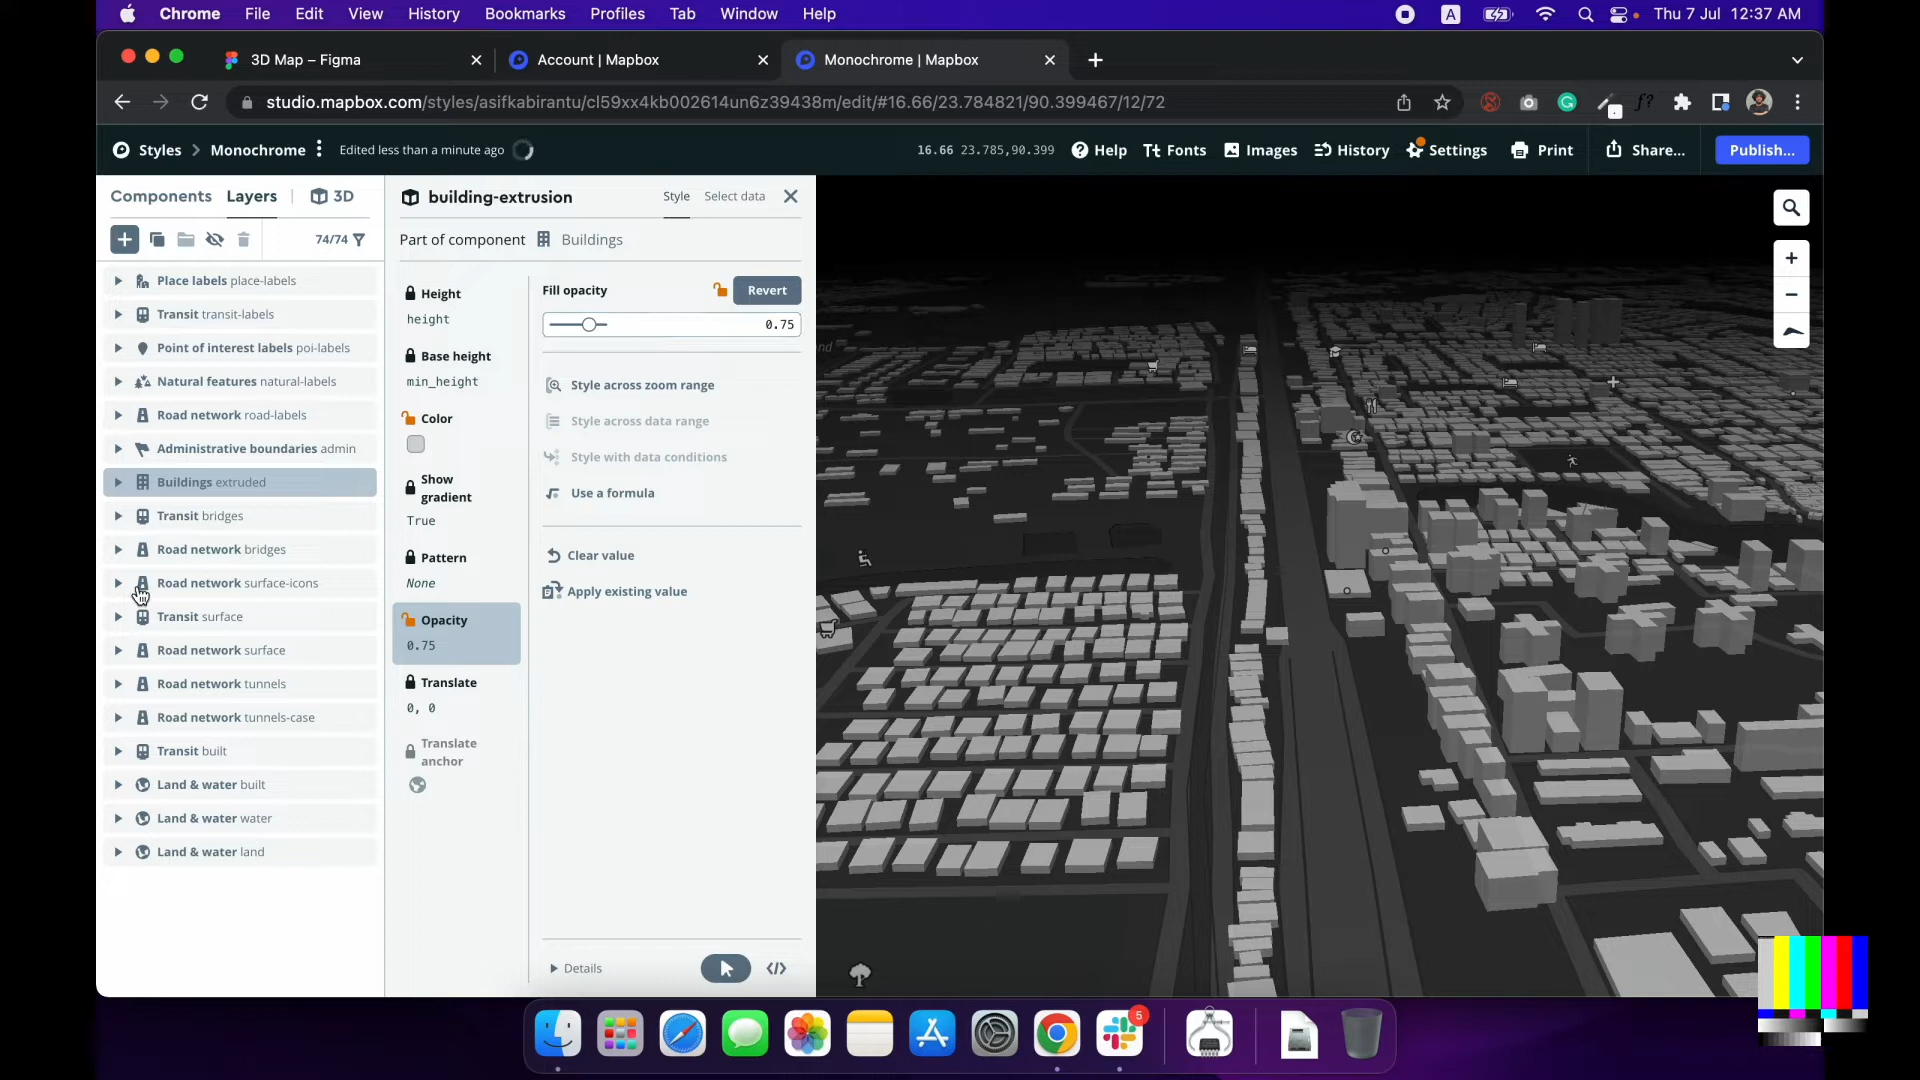 Chrome File Edit View History Bookmarks Profiles Tab Window Help A Thu 7 Jul 12:37 AM
3D Map – Figma Account | Mapbox Monochrome | Mapbox
studio.mapbox.com/styles/asifkabirantu/cl59xx4kb002614un6z39438m/edit/#16.66/23.784821/90.399467/12/72 f?
Styles > Monochrome Edited less than a minute ago 16.66 23.785,90.399 Help Tt Fonts Images History Settings Print Share... Publish...
Components Layers 3D
74/74
Place labels place-labels
Transit transit-labels
Point of interest labels poi-labels
Natural features natural-labels
Road network road-labels
Administrative boundaries admin
Buildings extruded
Transit bridges
Road network bridges
Road network surface-icons
Transit surface
Road network surface
Road network tunnels
Road network tunnels-case
Transit built
Land & water built
Land & water water
Land & water land
building-extrusion Style Select data
Part of component Buildings
Height
height
Base height
min_height
Color
Show
gradient
True
Pattern
None
Opacity
0.75
Translate
0, 0
Translate
anchor
Fill opacity Revert
0.75
Style across zoom range
Style across data range
Style with data conditions
Use a formula
Clear value
Apply existing value
Details
5